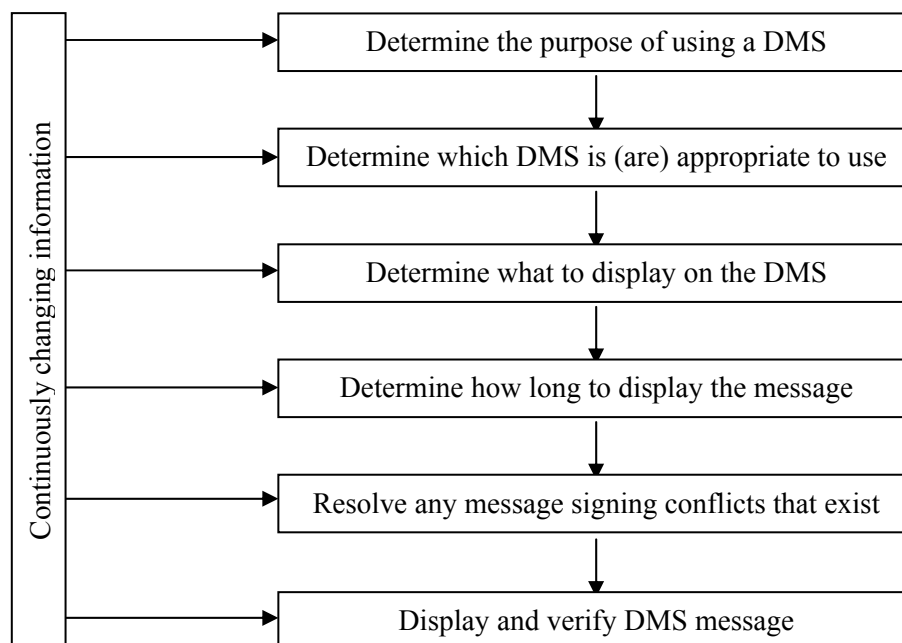 Continuously changing information
Determine the purpose of using a DMS
Determine which DMS is (are) appropriate to use
Determine what to display on the DMS
Determine how long to display the message
Resolve any message signing conflicts that exist
Display and verify DMS message